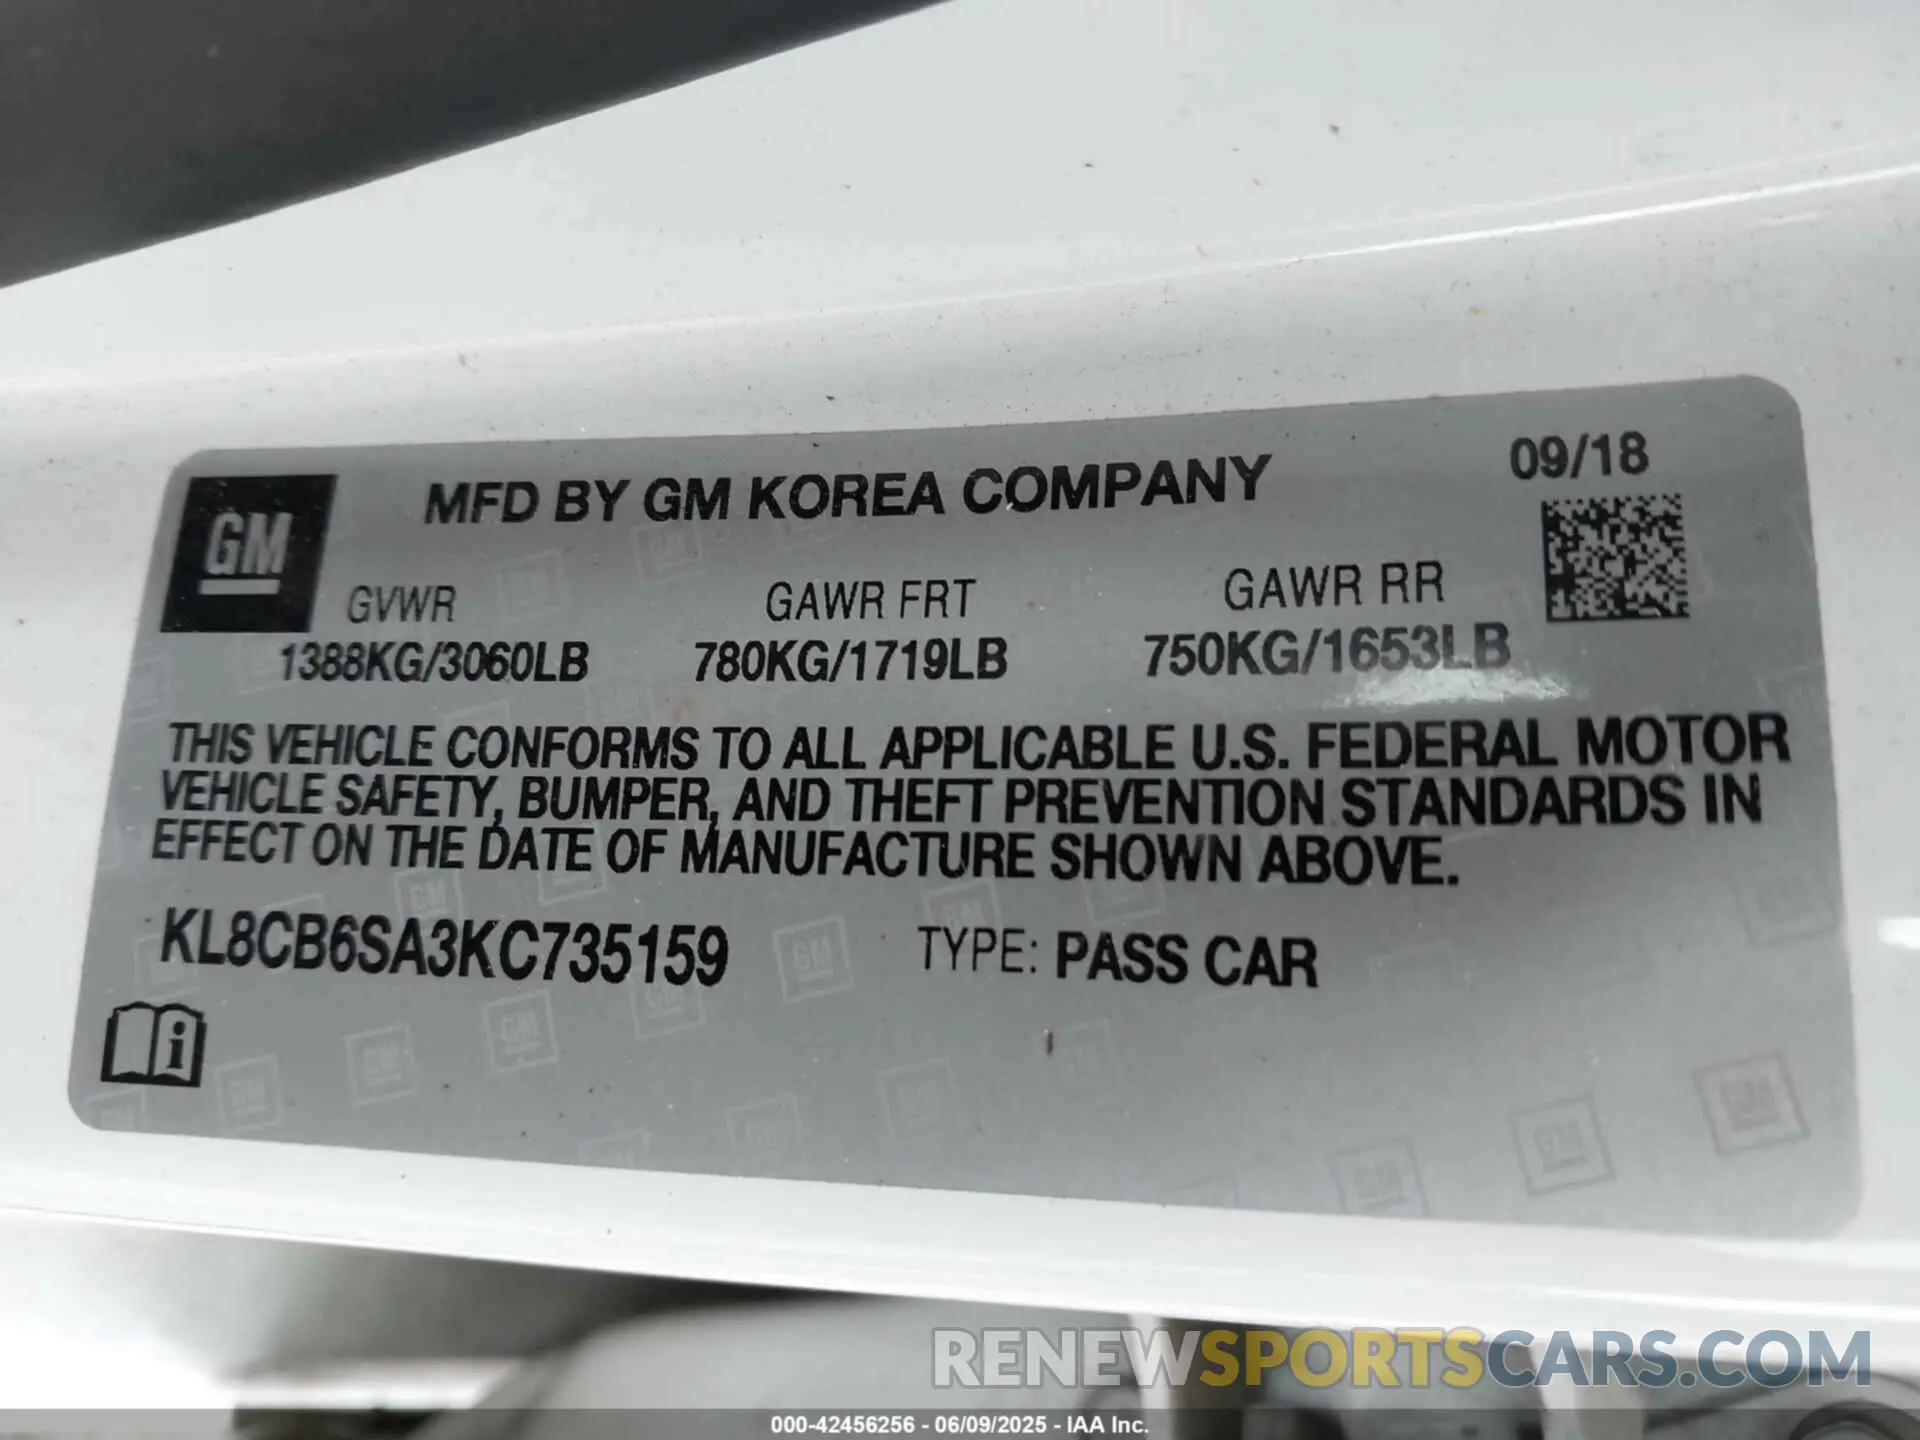 GM
MFD BY GM KOREA COMPANY
09/18
GVWR
GAWR FRT
GAWR RR
1388KG/3060LB
780KG/1719LB
750KG/1653LB
THIS VEHICLE CONFORMS TO ALL APPLICABLE U.S. FEDERAL MOTOR
VEHICLE SAFETY, BUMPER, AND THEFT PREVENTION STANDARDS IN
EFFECT ON THE DATE OF MANUFACTURE SHOWN ABOVE.
KL8CB6SA3KC735159
TYPE: PASS CAR
RENEWSPORTSCARS.COM
000-42456256 - 06/09/2025 - IAA Inc.